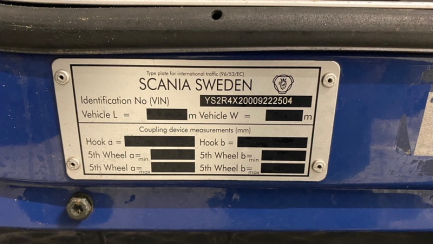 Type plate for international traffic (96/53/EC)
SCANIA SWEDEN
Identification No (VIN) YS2R4X20009222504
Vehicle L = m Vehicle W = m
Coupling device measurements (mm)
Hook a = Hook b =
5th Wheel a=min 5th Wheel b=min
5th Wheel a=max 5th Wheel b=max